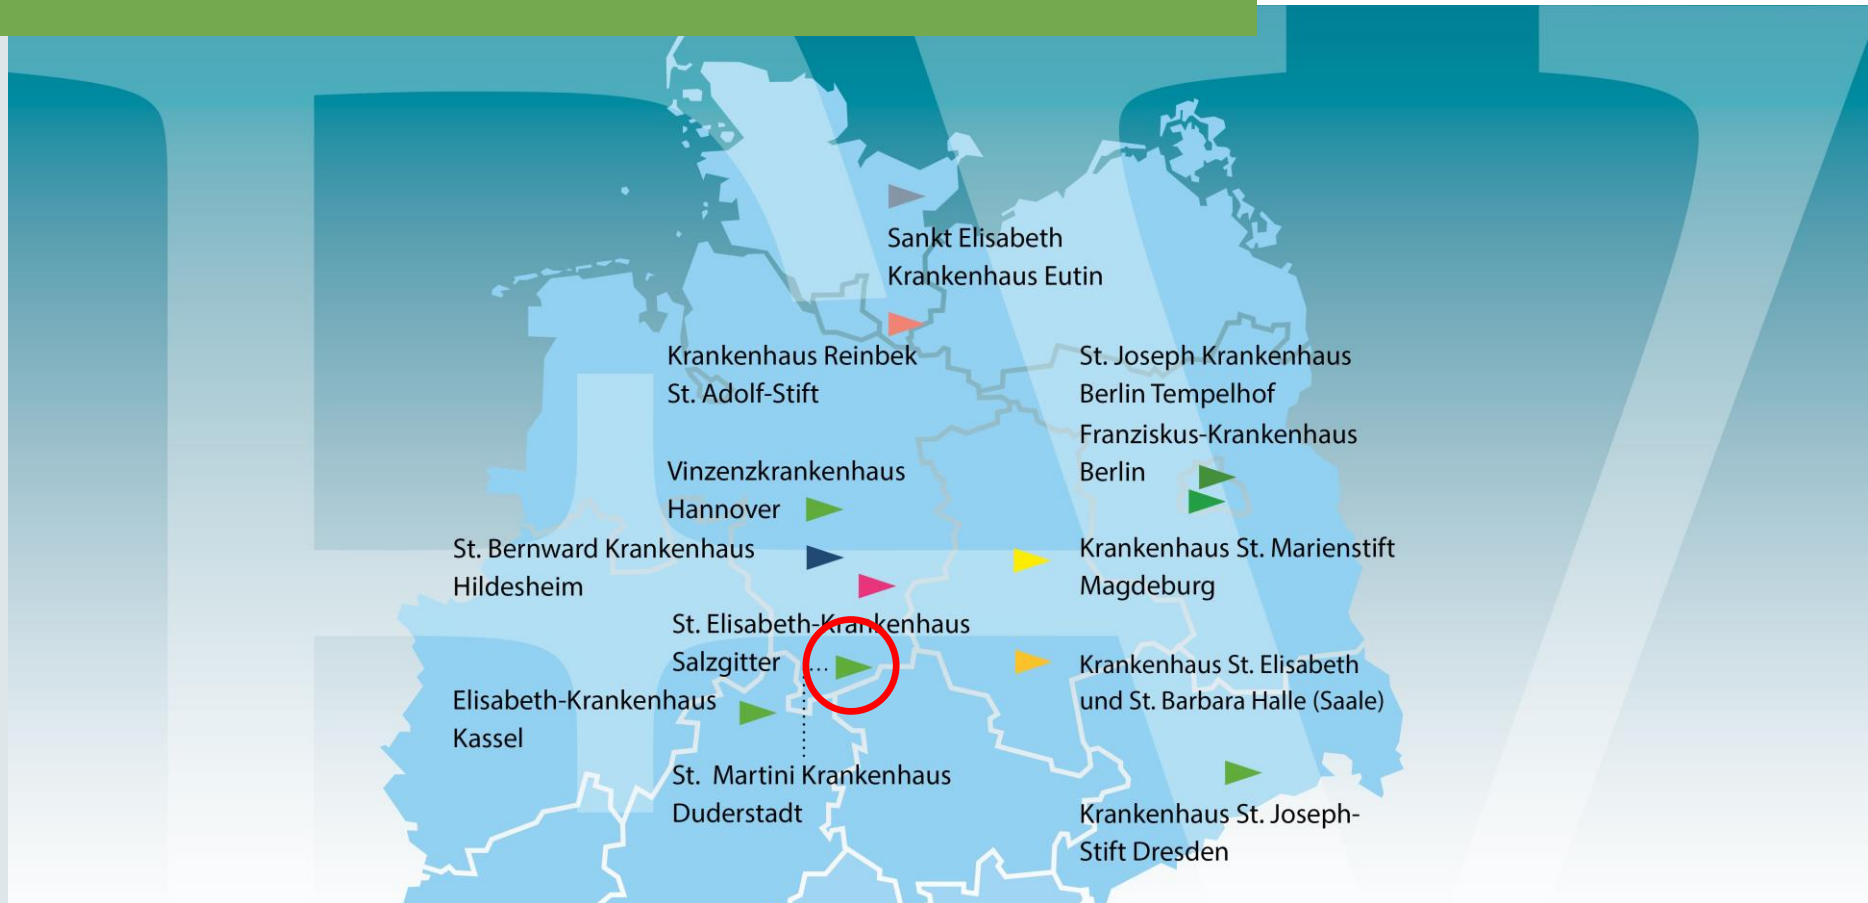 Sankt Elisabeth
Krankenhaus Eutin
Krankenhaus Reinbek
St. Adolf-Stift
St. Joseph Krankenhaus
Berlin Tempelhof
Franziskus-Krankenhaus
Berlin
Vinzenzkrankenhaus
Hannover
St. Bernward Krankenhaus
Hildesheim
Krankenhaus St. Marienstift
Magdeburg
St. Elisabeth-Krankenhaus
Salzgitter
Krankenhaus St. Elisabeth
und St. Barbara Halle (Saale)
Elisabeth-Krankenhaus
Kassel
St. Martini Krankenhaus
Duderstadt
Krankenhaus St. Joseph-
Stift Dresden